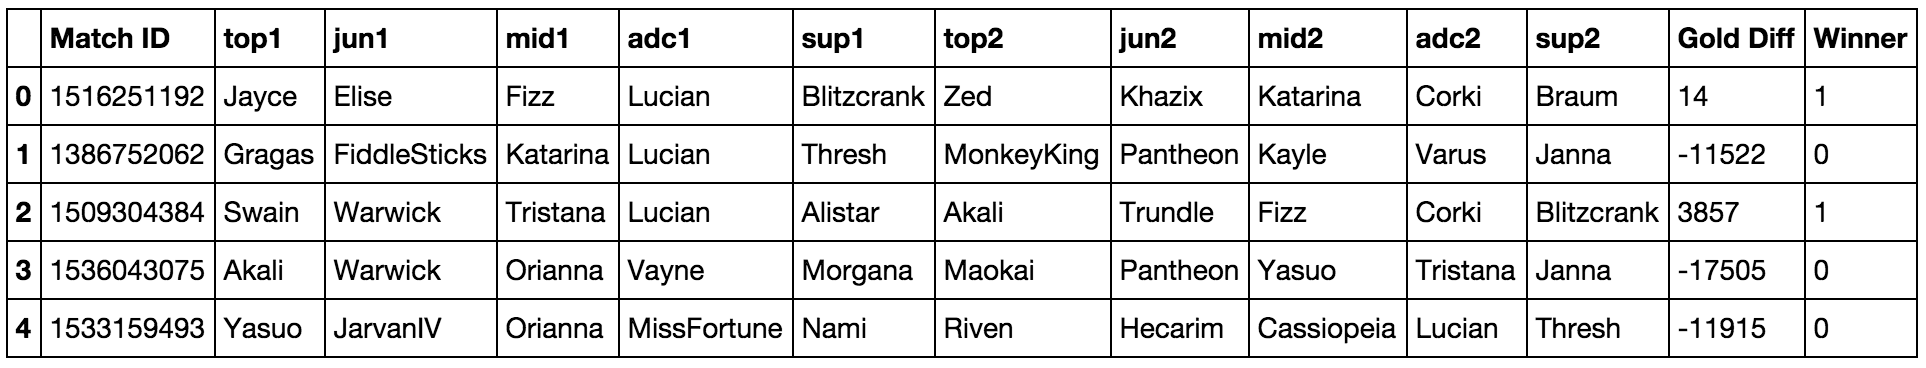 Match ID top1 jun1 mid1 adc1 sup1 top2 jun2 mid2 adc2 sup2 Gold Diff Winner
0 1516251192 Jayce Elise Fizz Lucian Blitzcrank Zed Khazix Katarina Corki Braum 14 1
1 1386752062 Gragas FiddleSticks Katarina Lucian Thresh MonkeyKing Pantheon Kayle Varus Janna -11522 0
2 1509304384 Swain Warwick Tristana Lucian Alistar Akali Trundle Fizz Corki Blitzcrank 3857 1
3 1536043075 Akali Warwick Orianna Vayne Morgana Maokai Pantheon Yasuo Tristana Janna -17505 0
4 1533159493 Yasuo JarvanIV Orianna MissFortune Nami Riven Hecarim Cassiopeia Lucian Thresh -11915 0